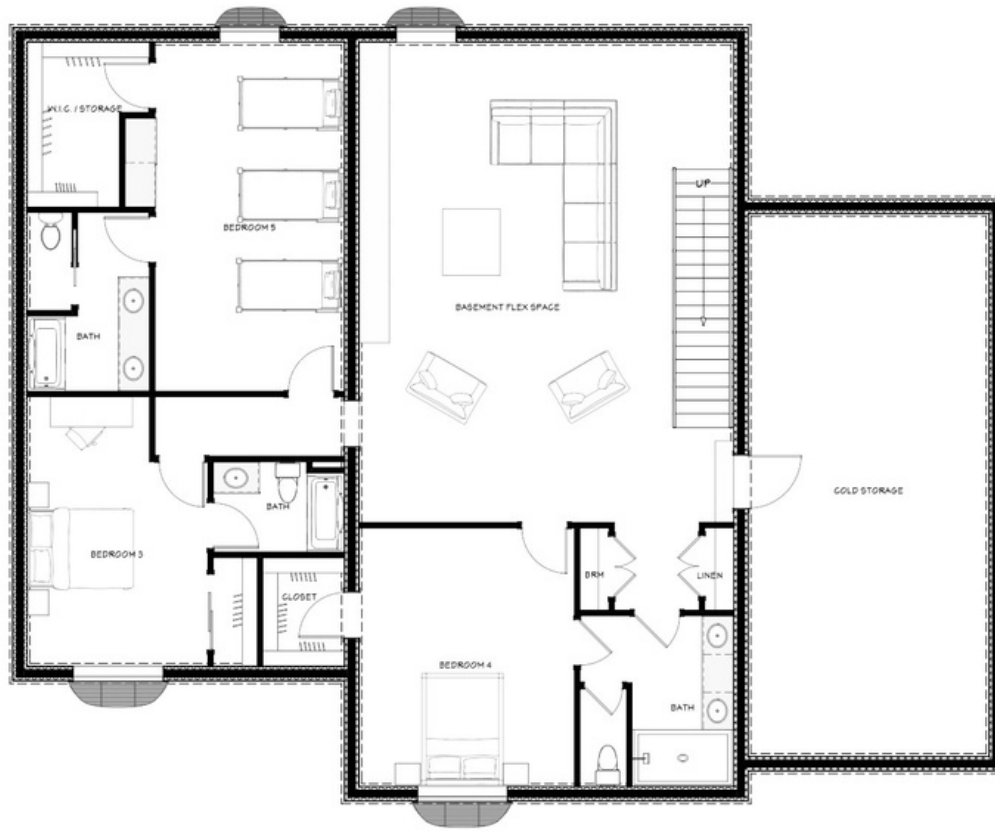 W.I.C. / STORAGE
UP
BEDROOM 5
BASEMENT FLEX SPACE
BATH
COLD STORAGE
BATH
BEDROOM 3
BRM
LINEN
CLOSET
BEDROOM 4
BATH